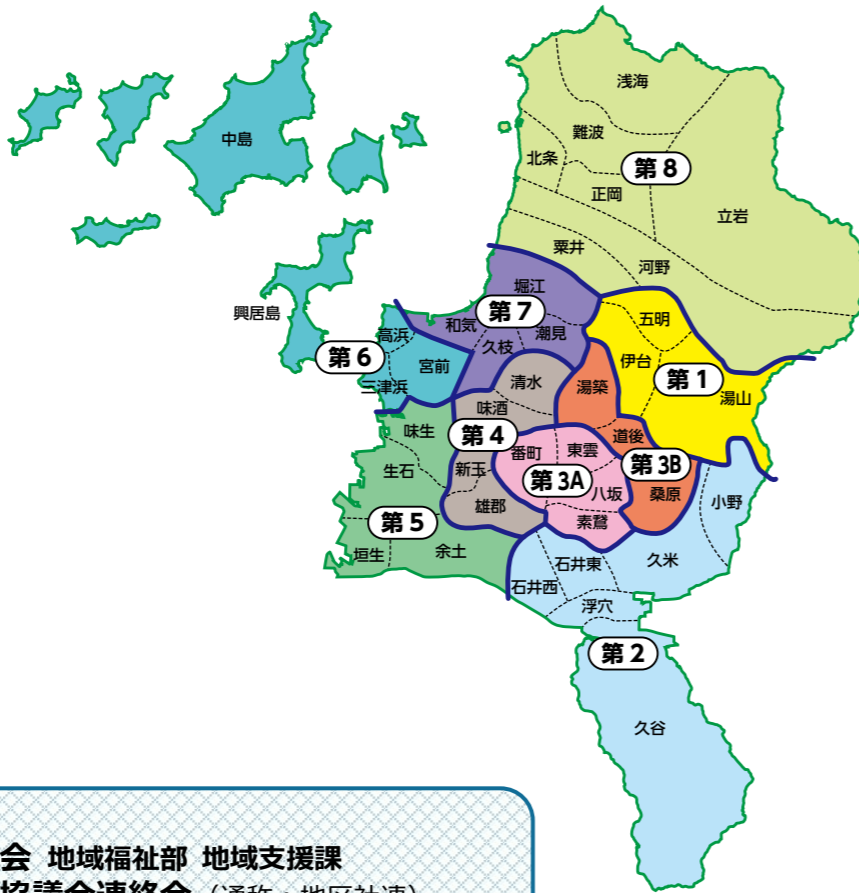 浅海
中島
難波
北条
第8
正岡
立岩
粟井
河野
堀江
興居島
五明
第7
和気
潮見
高浜
久枝
伊台
第6
宮前
清水
湯築
第1
三津浜
湯山
味酒
味生
道後
第4
番町
東雲
生石
新玉
第3A
第3B
八坂
桑原
小野
雄郡
素鵞
第5
垣生
余土
石井東
久米
石井西
浮穴
第2
久谷
会 地域福祉部 地域支援課